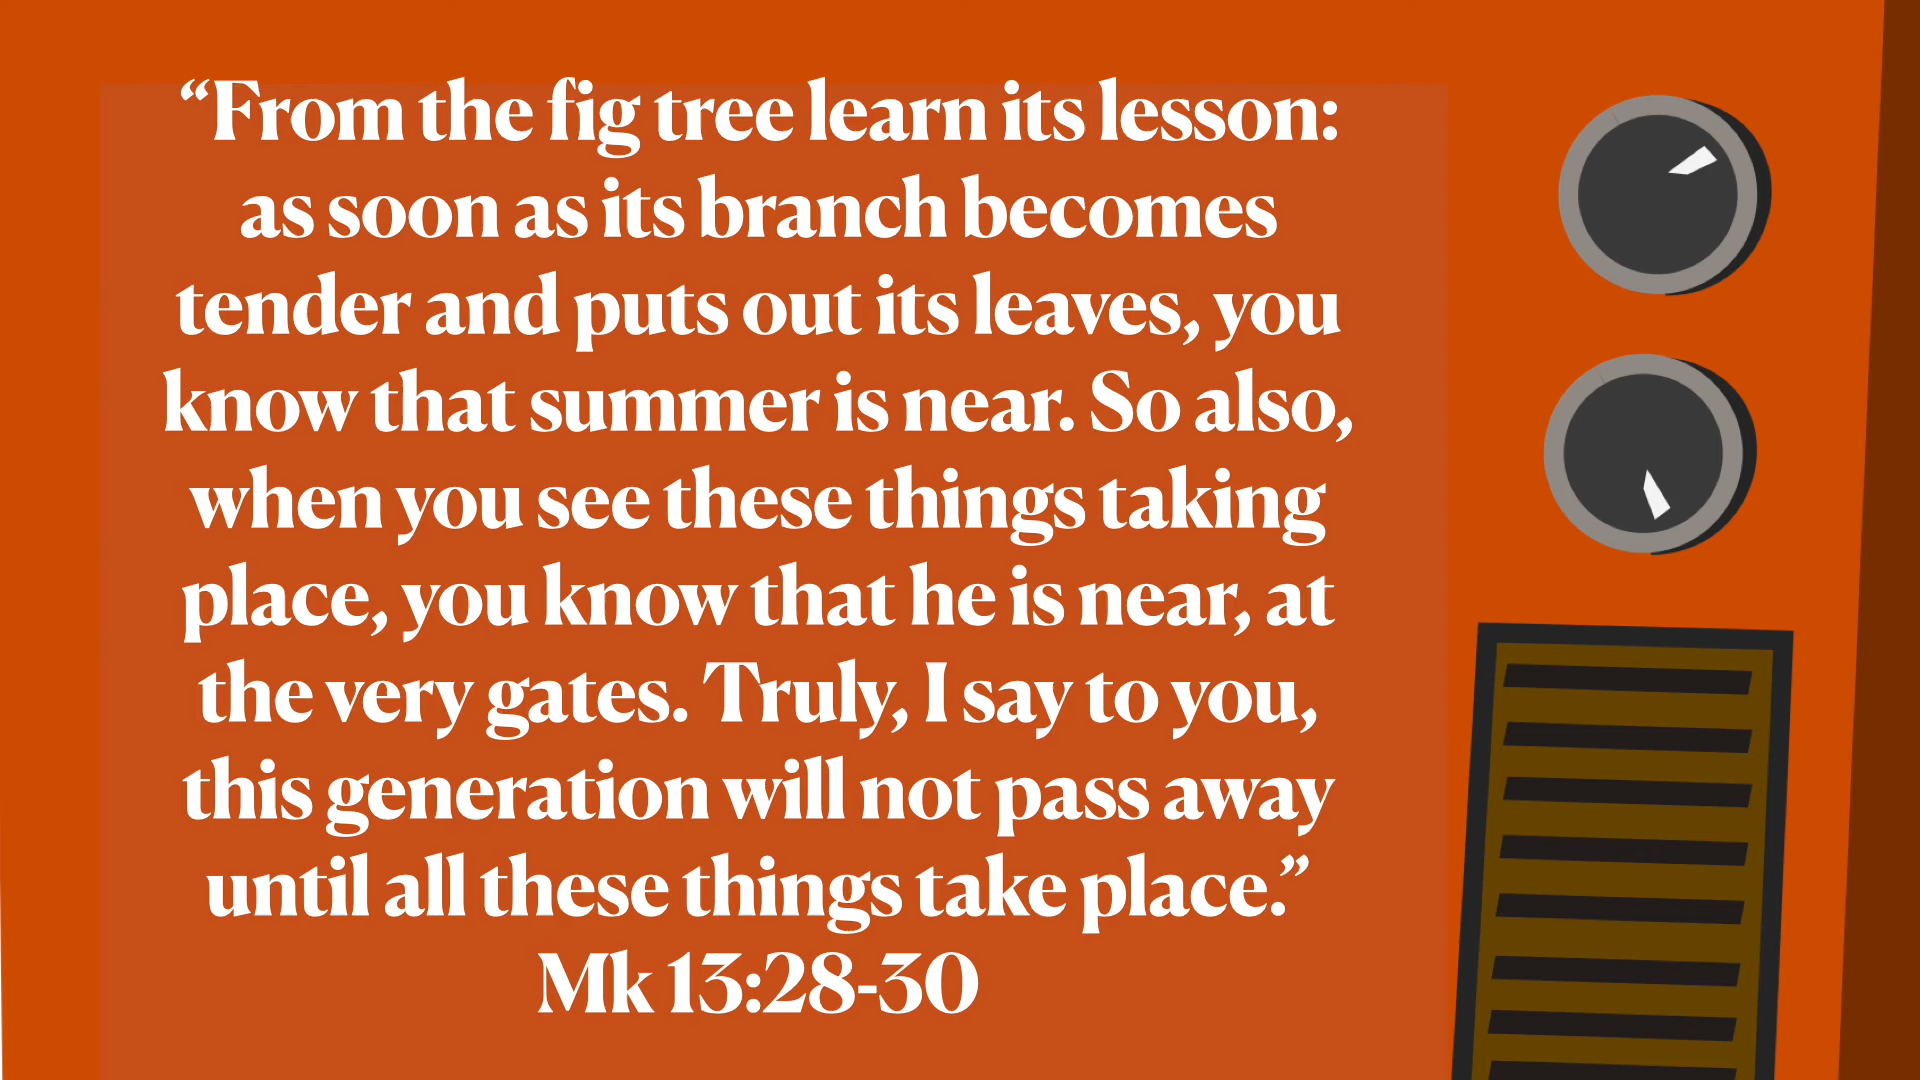 “From the fig tree learn its lesson:
as soon as its branch becomes
tender and puts out its leaves, you
know that summer is near. So also,
when you see these things taking
place, you know that he is near, at
the very gates. Truly, I say to you,
this generation will not pass away
until all these things take place.”
Mk 13:28-30